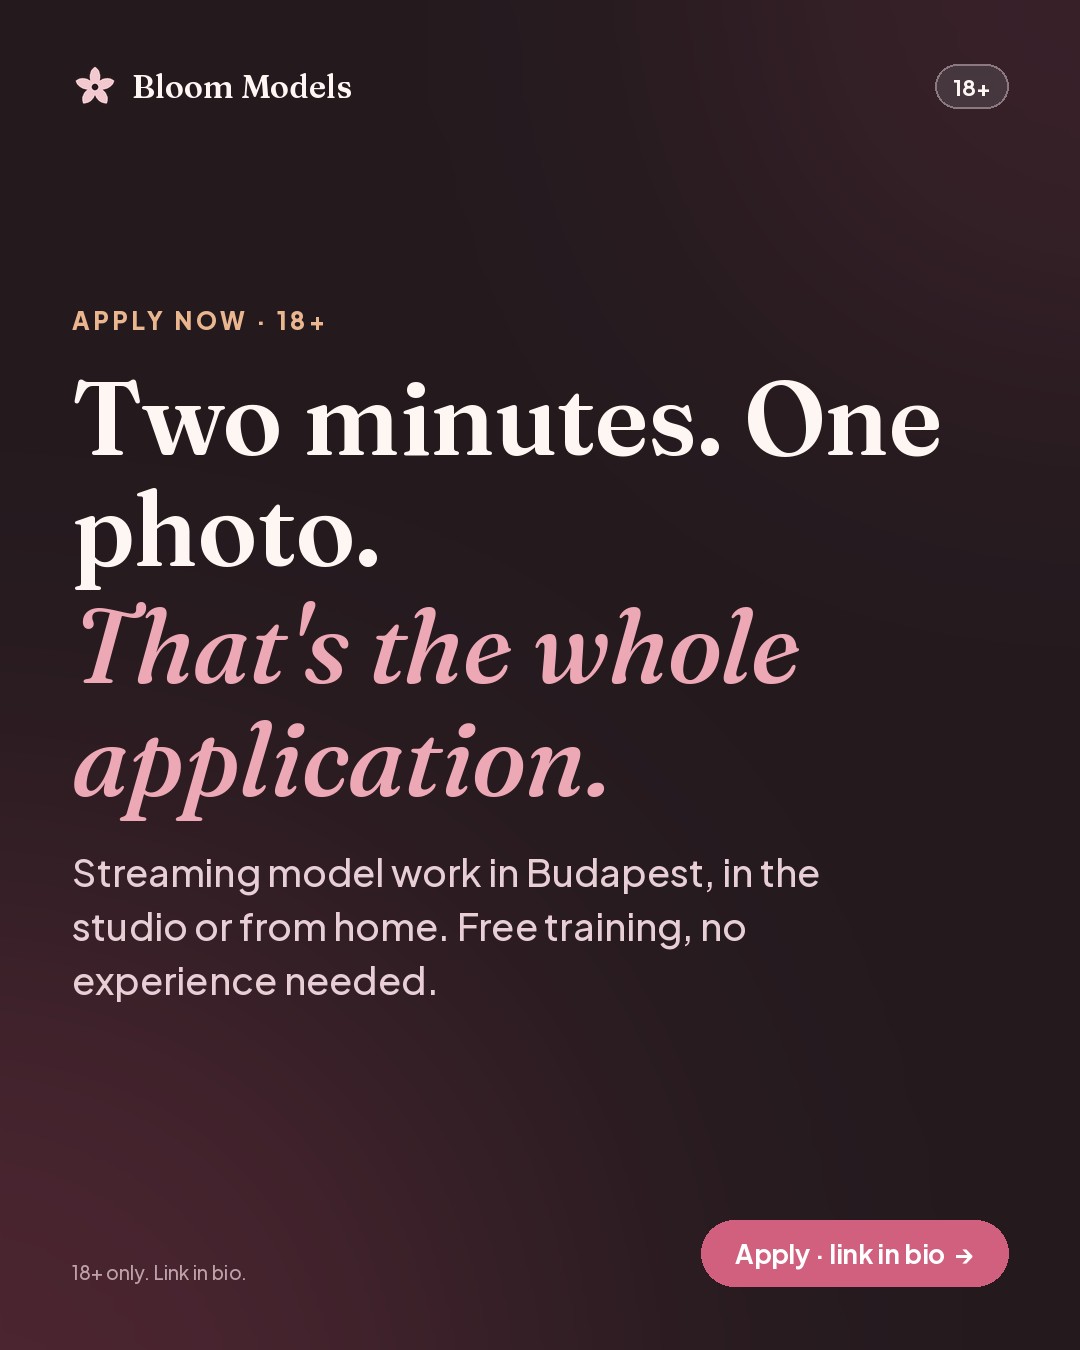 Bloom Models
18+
APPLY NOW · 18+
Two minutes. One
photo.
That's the whole
application.
Streaming model work in Budapest, in the
studio or from home. Free training, no
experience needed.
18+ only. Link in bio.
Apply · link in bio →